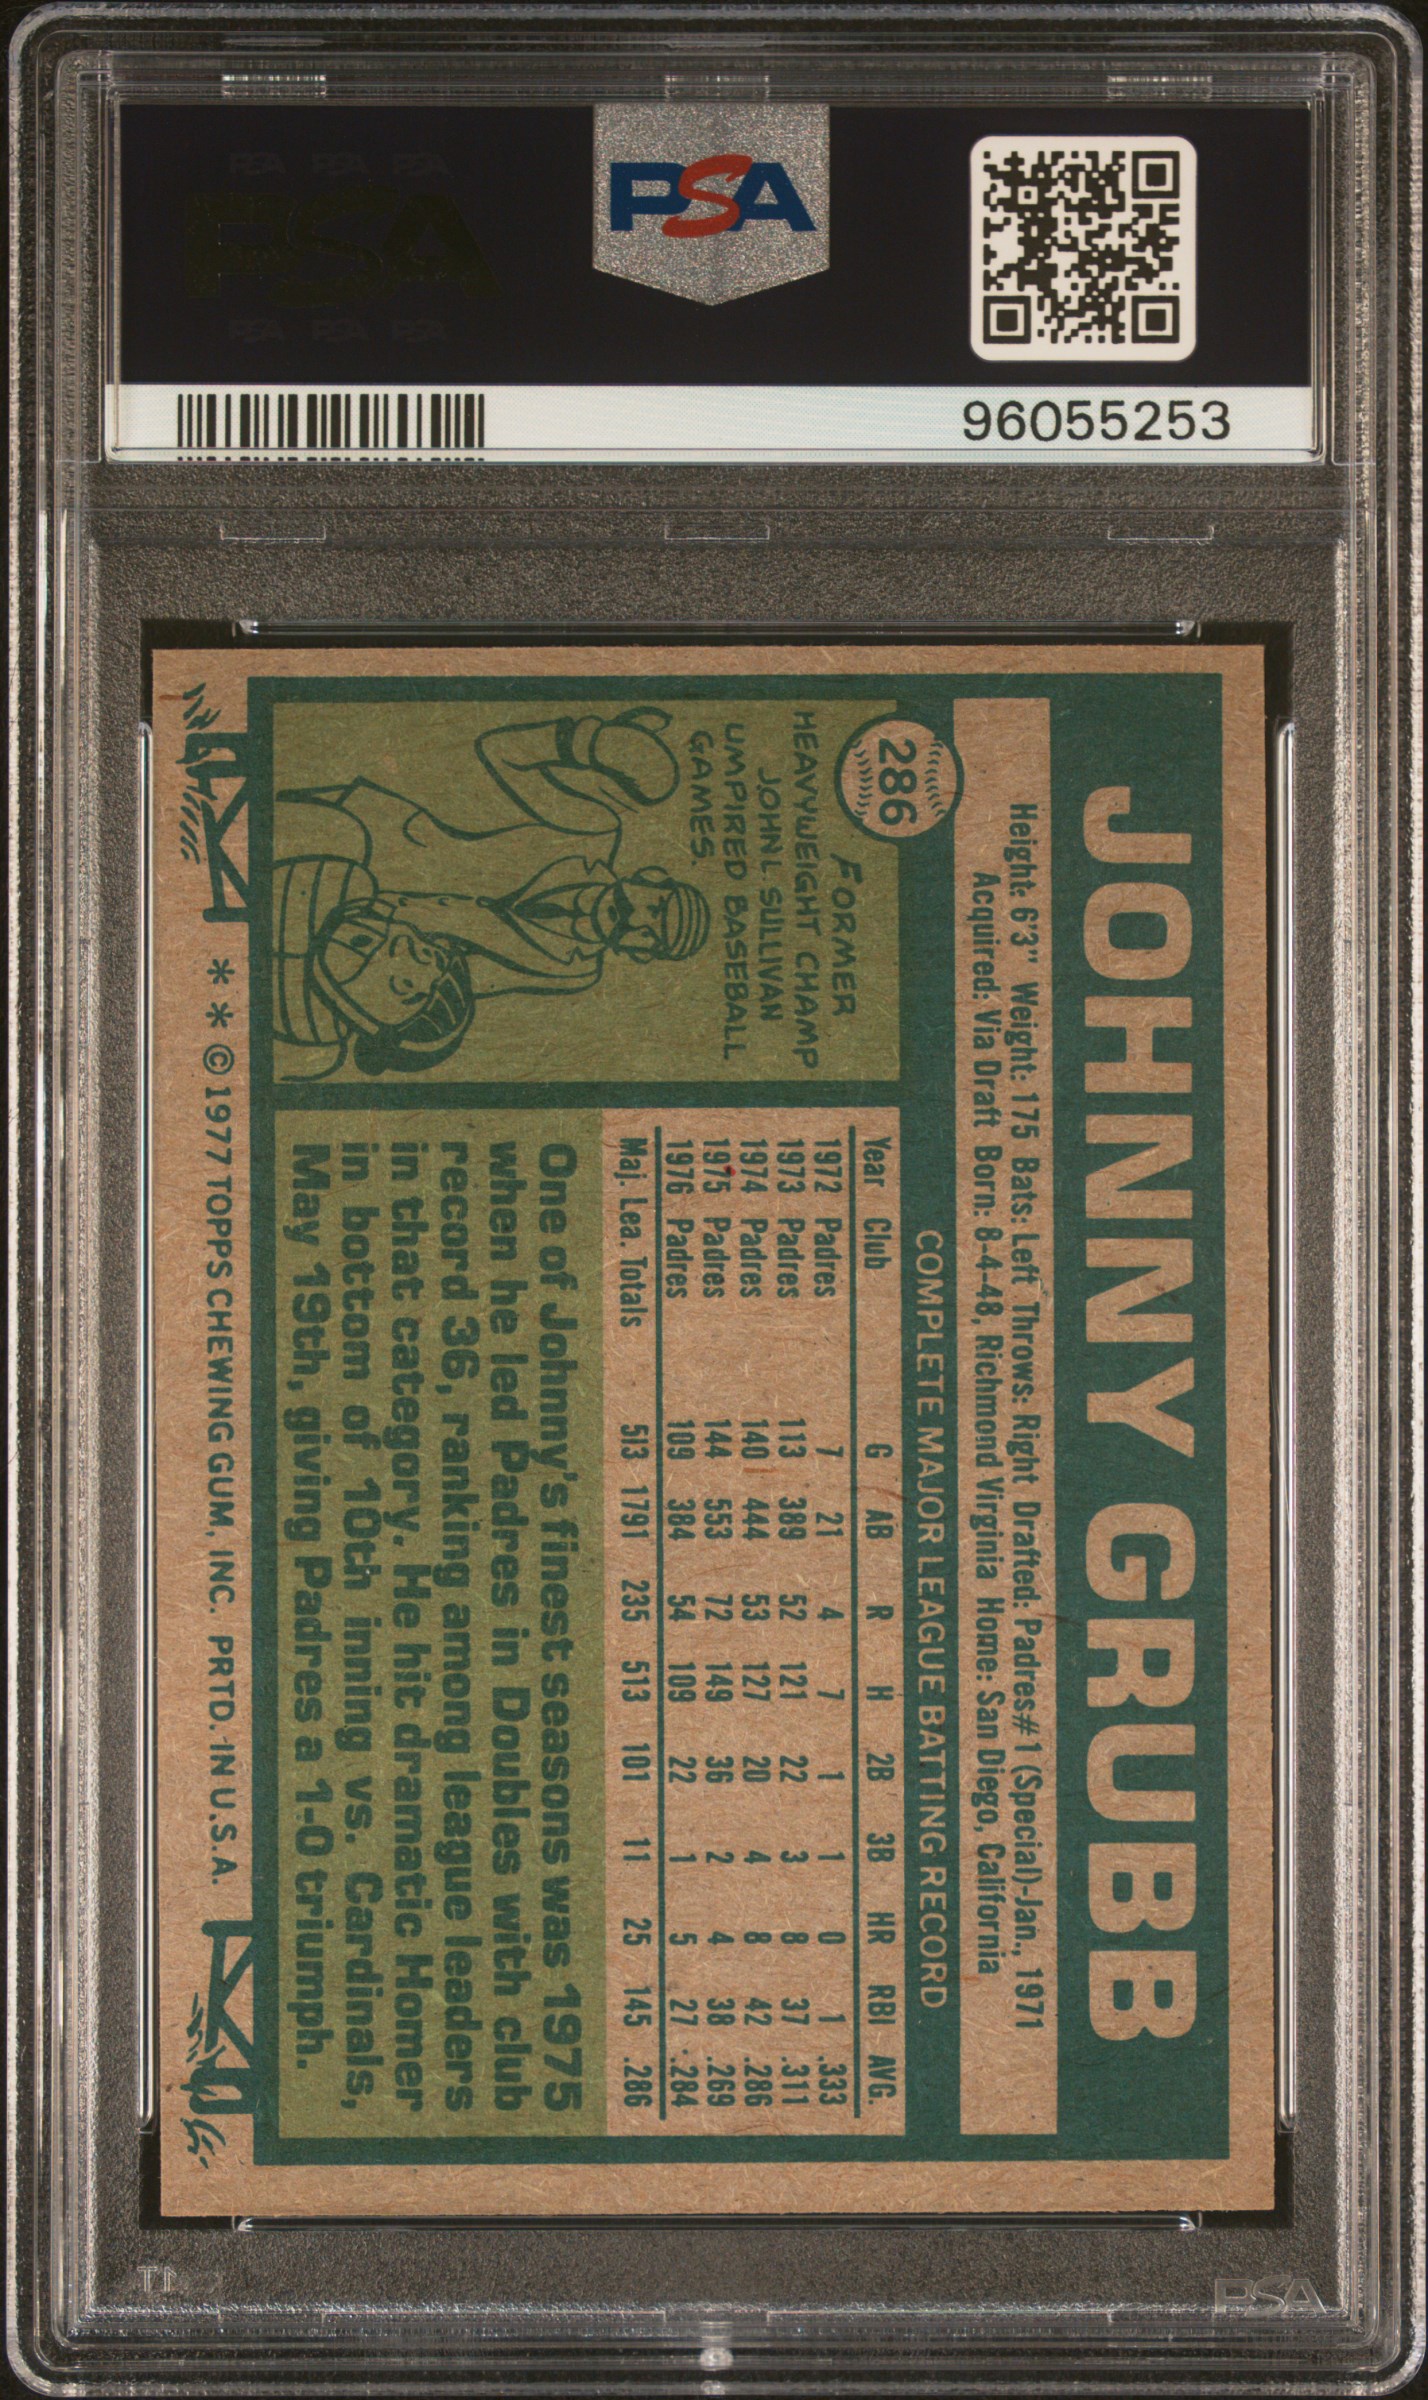 PSA PSA PSA
PSA
PSA PSA PSA
PSA
96055253
JOHNNY GRUBB
Height: 6'3" Weight: 175 Bats: Left Throws: Right Drafted: Padres#1 (Special)-Jan., 1971
Acquired: Via Draft Born: 8-4-48, Richmond Virginia Home: San Diego, California
286
FORMER
HEAVYWEIGHT CHAMP
JOHN L. SULLIVAN
UMPIRED BASEBALL
GAMES.
COMPLETE MAJOR LEAGUE BATTING RECORD
Year Club G AB R H 2B 3B HR RBI AVG.
1972 Padres 7 21 4 7 1 1 0 1 .333
1973 Padres 113 389 52 121 22 3 8 37 .311
1974 Padres 140 444 53 127 20 4 8 42 .286
1975 Padres 144 553 72 149 36 2 4 38 .269
1976 Padres 109 384 54 109 22 1 5 27 .284
Maj. Lea. Totals 513 1791 235 513 101 11 25 145 .286
One of Johnny's finest seasons was 1975
when he led Padres in Doubles with club
record 36, ranking among league leaders
in that category. He hit dramatic Homer
in bottom of 10th inning vs. Cardinals,
May 19th, giving Padres a 1-0 triumph.
** © 1977 TOPPS CHEWING GUM, INC. PRTD. IN U.S.A.
PSA